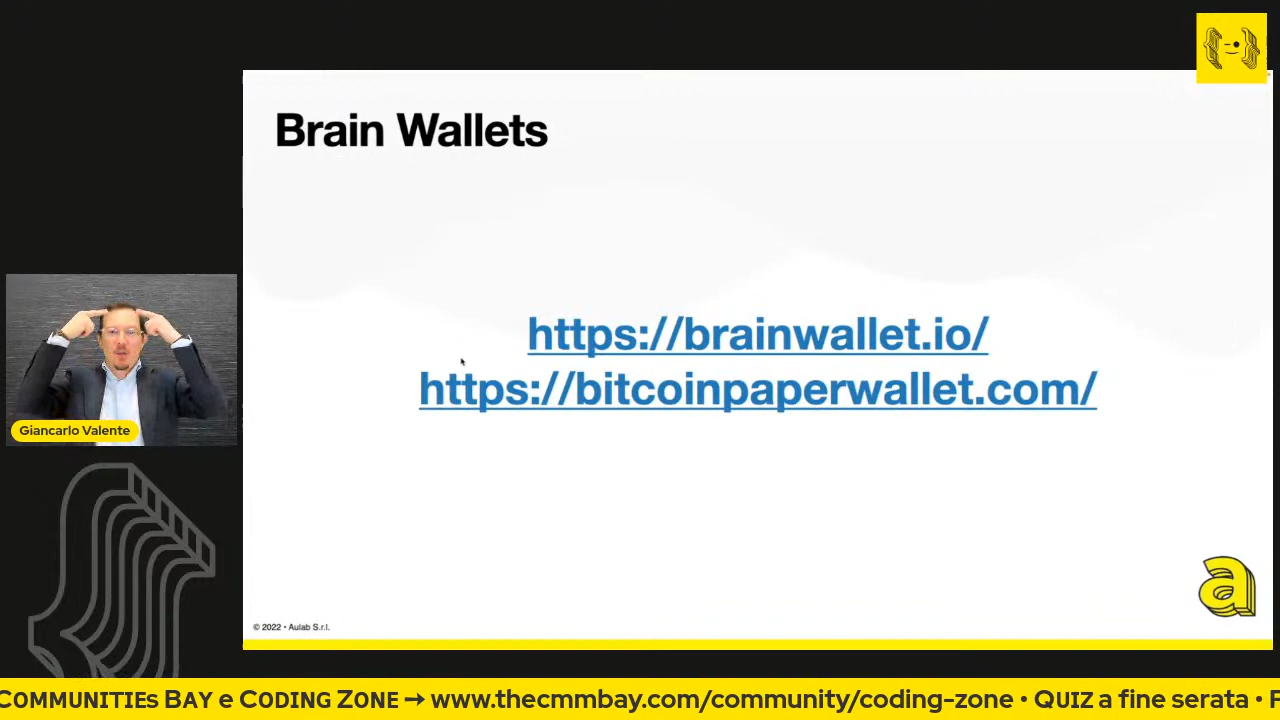 Brain Wallets
https://brainwallet.io/
https://bitcoinpaperwallet.com/
Giancarlo Valente
a
© 2022 • Aulab S.r.l.
COMMUNITIEs BAY e CODING ZONE → www.thecmmbay.com/community/coding-zone • QUIZ a fine serata • F